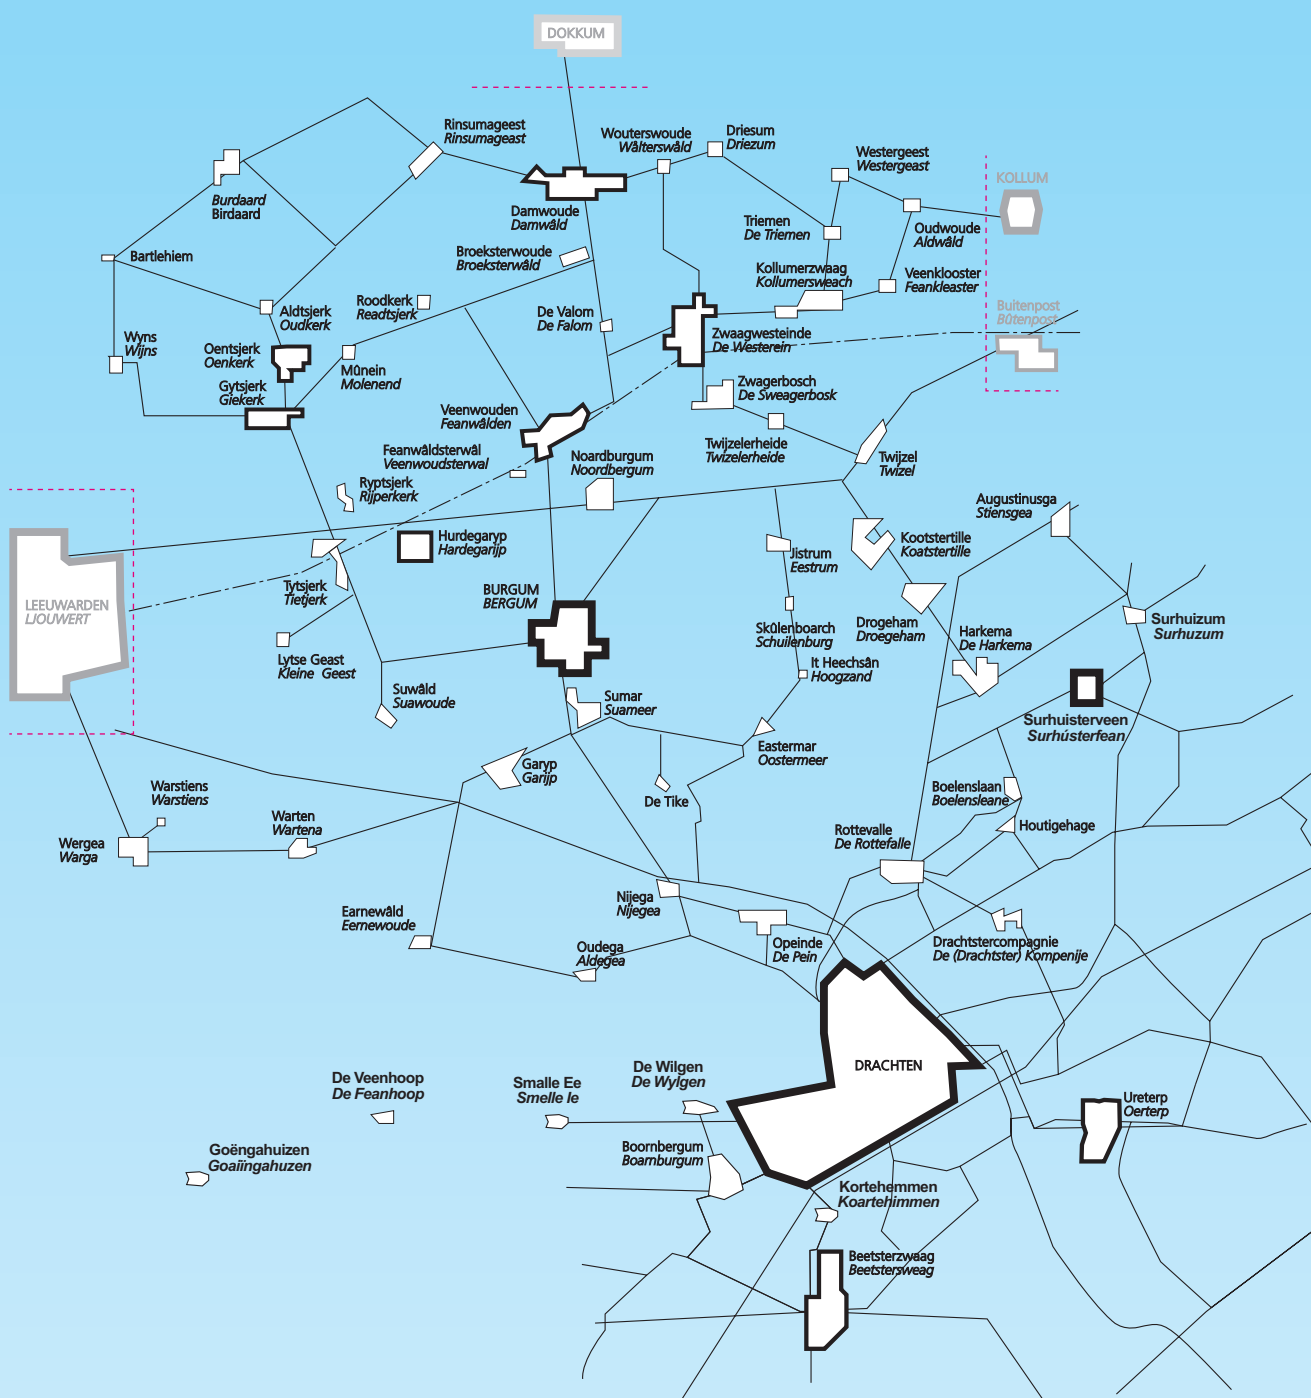 DOKKUM
Rinsumageest
Rinsumageast
Wouterswoude
Wâlterswâld
Driesum
Driezum
Westergeest
Westergeast
KOLLUM
Burdaard
Birdaard
Damwoude
Damwâld
Triemen
De Triemen
Oudwoude
Aldwâld
Bartlehiem
Broeksterwoude
Broeksterwâld
Kollumerzwaag
Kollumersweach
Veenklooster
Feankleaster
Aldtsjerk
Oudkerk
Roodkerk
Readtsjerk
De Valom
De Falom
Buitenpost
Bûtenpost
Wyns
Wijns
Oentsjerk
Oenkerk
Mûnein
Molenend
Zwaagwesteinde
De Westerein
Gytsjerk
Giekerk
Zwagerbosch
De Sweagerbosk
Veenwouden
Feanwâlden
Feanwâldsterwâl
Veenwoudsterwal
Noardburgum
Noordbergum
Twijzelerheide
Twizelerheide
Twijzel
Twizel
Ryptsjerk
Rijperkerk
Augustinusga
Stiensgea
Hurdegaryp
Hardegarijp
Jistrum
Eestrum
Kootstertille
Koatstertille
Tytsjerk
Tietjerk
BURGUM
BERGUM
LEEUWARDEN
LJOUWERT
Skûlenboarch
Schuilenburg
Drogeham
Droegeham
Harkema
De Harkema
Surhuizum
Surhuzum
Lytse Geast
Kleine Geest
It Heechsân
Hoogzand
Suwâld
Suawoude
Sumar
Suameer
Surhuisterveen
Surhústerfean
Eastermar
Oostermeer
Garyp
Garijp
De Tike
Boelenslaan
Boelensleane
Warstiens
Warstiens
Warten
Wartena
Houtigehage
Rottevalle
De Rottefalle
Wergea
Warga
Nijega
Nijegea
Earnewâld
Eernewoude
Opeinde
De Pein
Drachtstercompagnie
De (Drachtster) Kompenije
Oudega
Aldegea
DRACHTEN
De Veenhoop
De Feanhoop
Smalle Ee
Smelle Ie
De Wilgen
De Wylgen
Ureterp
Oerterp
Goëngahuizen
Goaïïngahuzen
Boornbergum
Boarnburgum
Kortehemmen
Koartehimmen
Beetsterzwaag
Beetstersweag